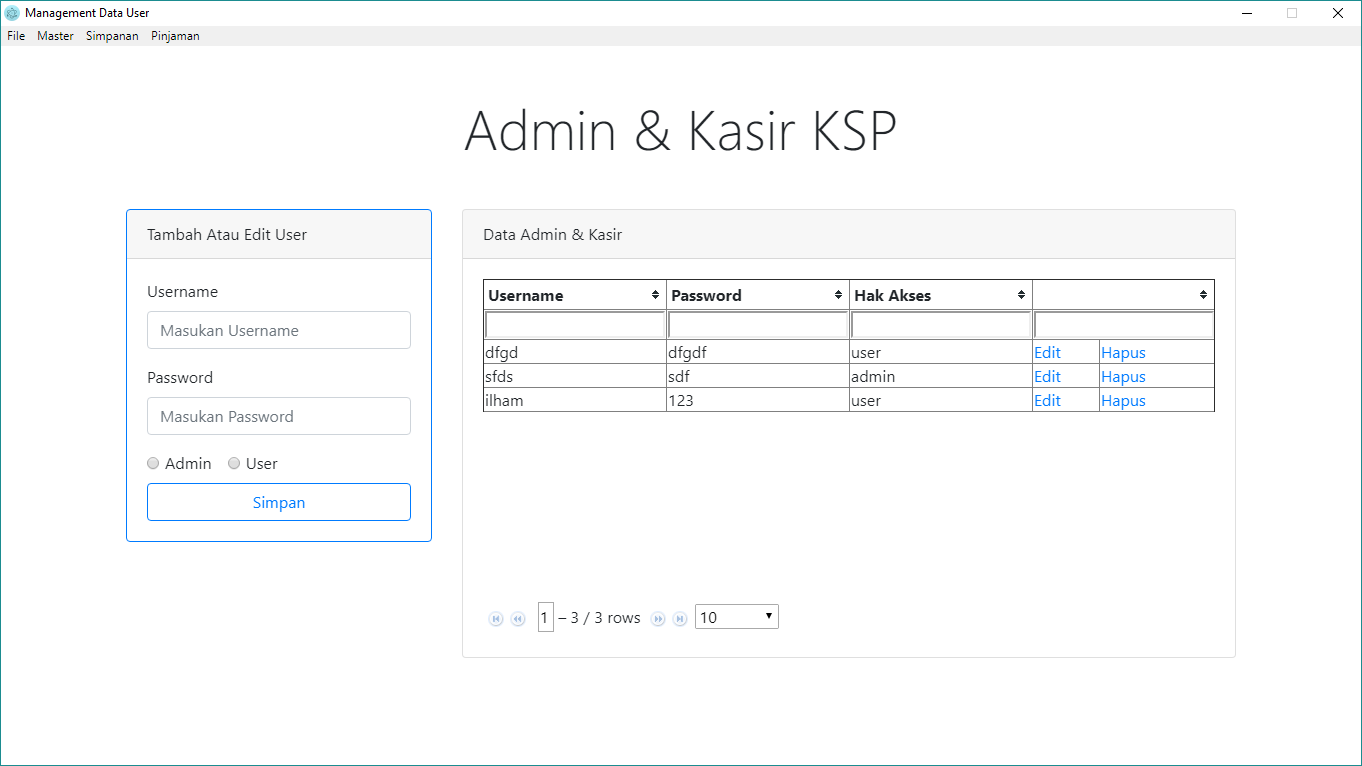 Management Data User
File Master Simpanan Pinjaman
Admin & Kasir KSP
Tambah Atau Edit User
Username
Masukan Username
Password
Masukan Password
Admin User
Simpan
Data Admin & Kasir
Username Password Hak Akses
dfgd dfgdf user Edit Hapus
sfds sdf admin Edit Hapus
ilham 123 user Edit Hapus
1 – 3 / 3 rows 10